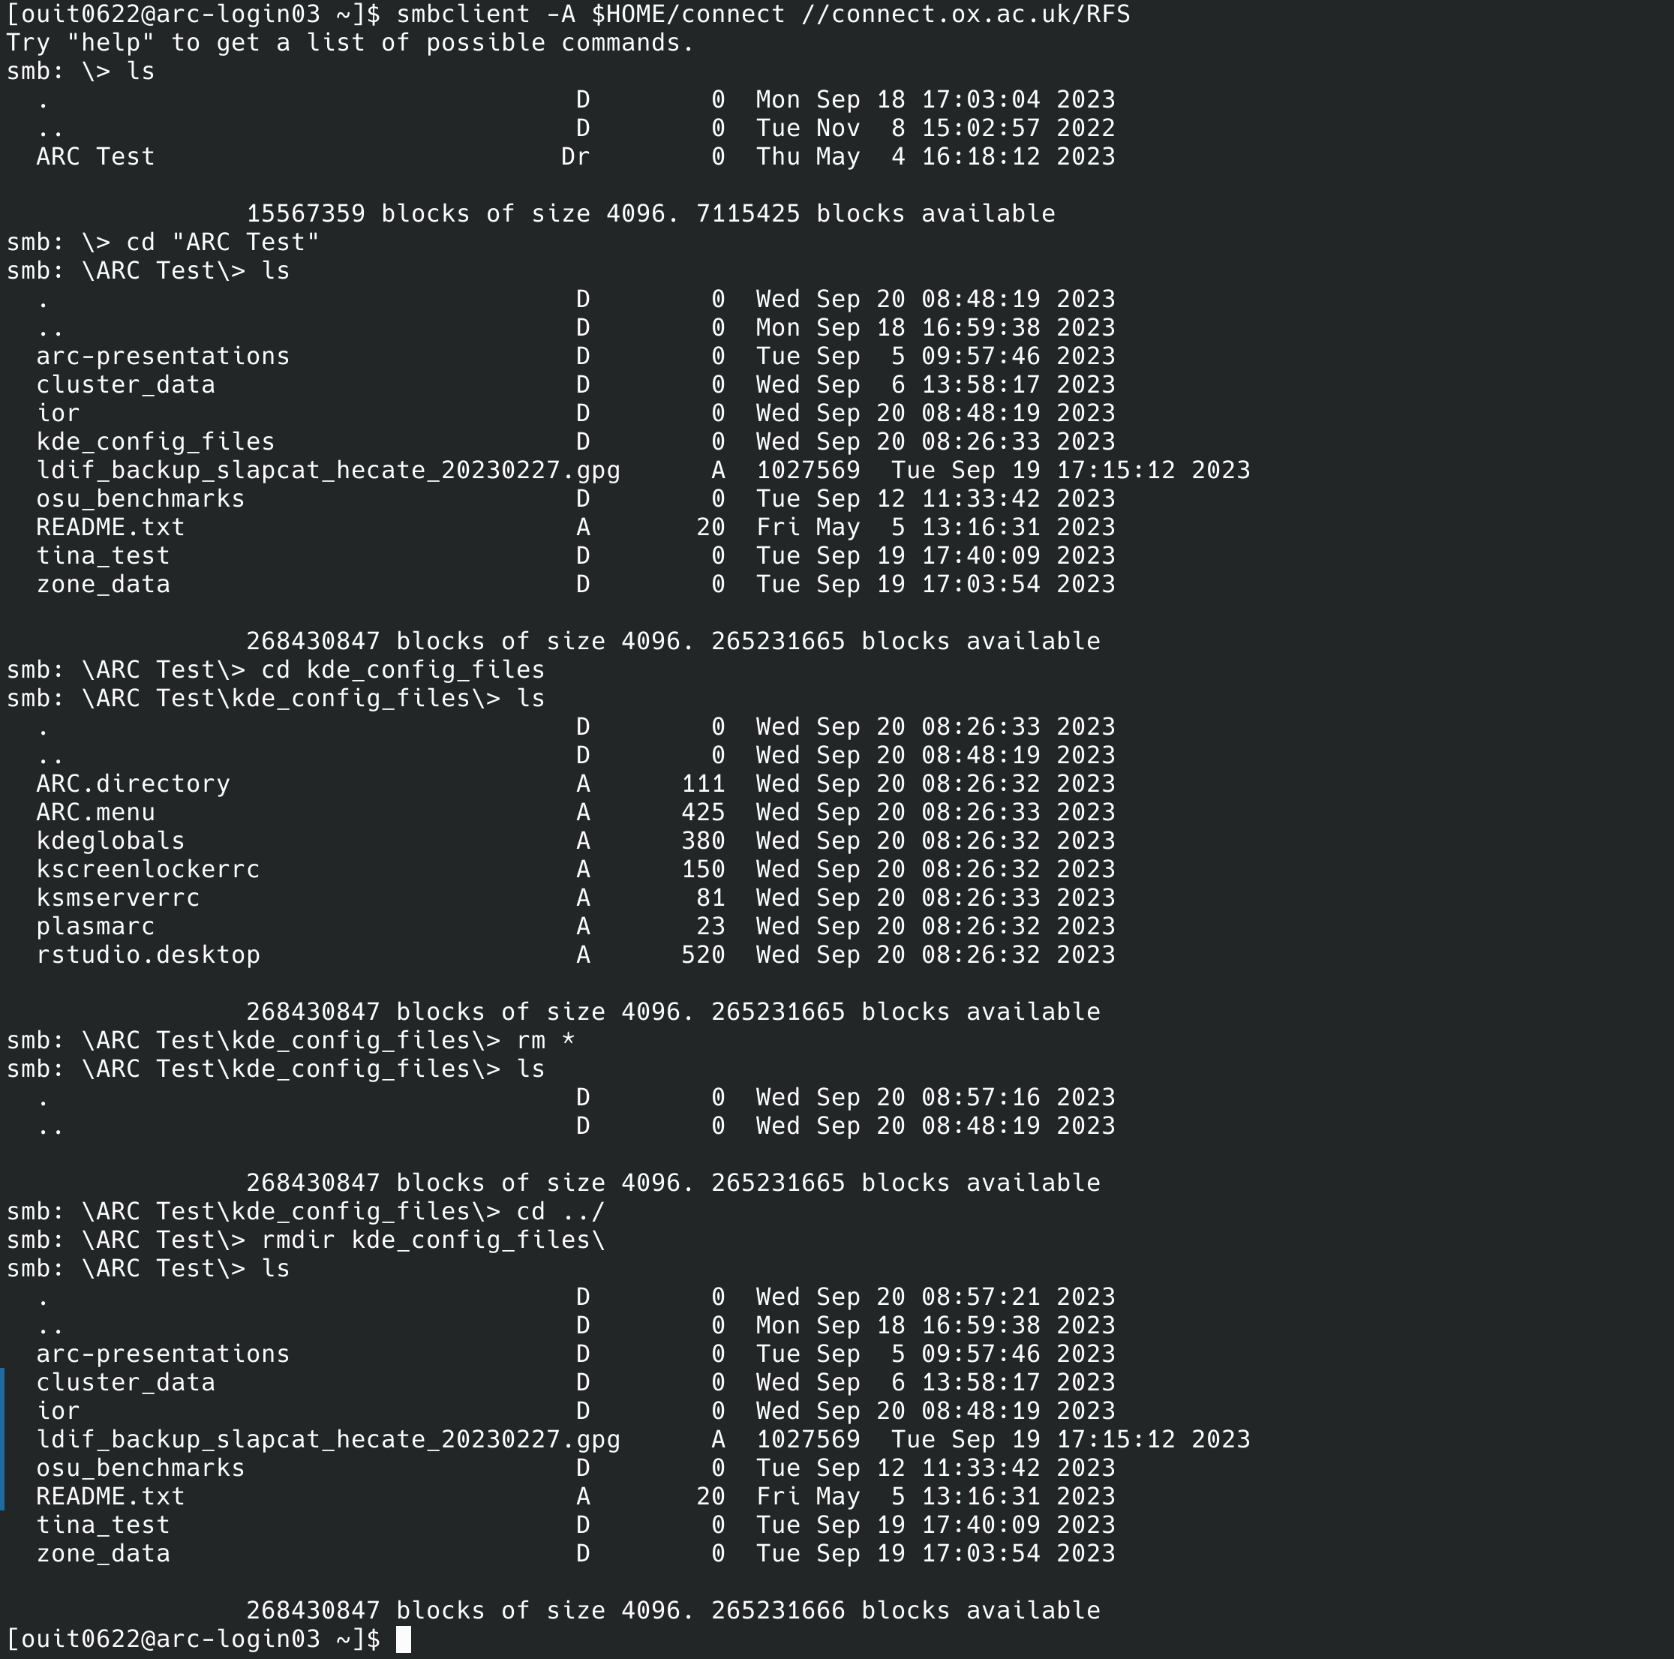 [ouit0622@arc-login03 ~]$ smbclient -A $HOME/connect //connect.ox.ac.uk/RFS
Try "help" to get a list of possible commands.
smb: \> ls
  .                                   D        0  Mon Sep 18 17:03:04 2023
  ..                                  D        0  Tue Nov  8 15:02:57 2022
  ARC Test                           Dr        0  Thu May  4 16:18:12 2023

                15567359 blocks of size 4096. 7115425 blocks available
smb: \> cd "ARC Test"
smb: \ARC Test\> ls
  .                                   D        0  Wed Sep 20 08:48:19 2023
  ..                                  D        0  Mon Sep 18 16:59:38 2023
  arc-presentations                   D        0  Tue Sep  5 09:57:46 2023
  cluster_data                        D        0  Wed Sep  6 13:58:17 2023
  ior                                 D        0  Wed Sep 20 08:48:19 2023
  kde_config_files                    D        0  Wed Sep 20 08:26:33 2023
  ldif_backup_slapcat_hecate_20230227.gpg      A  1027569  Tue Sep 19 17:15:12 2023
  osu_benchmarks                      D        0  Tue Sep 12 11:33:42 2023
  README.txt                          A       20  Fri May  5 13:16:31 2023
  tina_test                           D        0  Tue Sep 19 17:40:09 2023
  zone_data                           D        0  Tue Sep 19 17:03:54 2023

                268430847 blocks of size 4096. 265231665 blocks available
smb: \ARC Test\> cd kde_config_files
smb: \ARC Test\kde_config_files\> ls
  .                                   D        0  Wed Sep 20 08:26:33 2023
  ..                                  D        0  Wed Sep 20 08:48:19 2023
  ARC.directory                       A      111  Wed Sep 20 08:26:32 2023
  ARC.menu                            A      425  Wed Sep 20 08:26:33 2023
  kdeglobals                          A      380  Wed Sep 20 08:26:32 2023
  kscreenlockerrc                     A      150  Wed Sep 20 08:26:32 2023
  ksmserverrc                         A       81  Wed Sep 20 08:26:33 2023
  plasmarc                            A       23  Wed Sep 20 08:26:32 2023
  rstudio.desktop                     A      520  Wed Sep 20 08:26:32 2023

                268430847 blocks of size 4096. 265231665 blocks available
smb: \ARC Test\kde_config_files\> rm *
smb: \ARC Test\kde_config_files\> ls
  .                                   D        0  Wed Sep 20 08:57:16 2023
  ..                                  D        0  Wed Sep 20 08:48:19 2023

                268430847 blocks of size 4096. 265231665 blocks available
smb: \ARC Test\kde_config_files\> cd ../
smb: \ARC Test\> rmdir kde_config_files\
smb: \ARC Test\> ls
  .                                   D        0  Wed Sep 20 08:57:21 2023
  ..                                  D        0  Mon Sep 18 16:59:38 2023
  arc-presentations                   D        0  Tue Sep  5 09:57:46 2023
  cluster_data                        D        0  Wed Sep  6 13:58:17 2023
  ior                                 D        0  Wed Sep 20 08:48:19 2023
  ldif_backup_slapcat_hecate_20230227.gpg      A  1027569  Tue Sep 19 17:15:12 2023
  osu_benchmarks                      D        0  Tue Sep 12 11:33:42 2023
  README.txt                          A       20  Fri May  5 13:16:31 2023
  tina_test                           D        0  Tue Sep 19 17:40:09 2023
  zone_data                           D        0  Tue Sep 19 17:03:54 2023

                268430847 blocks of size 4096. 265231666 blocks available
[ouit0622@arc-login03 ~]$